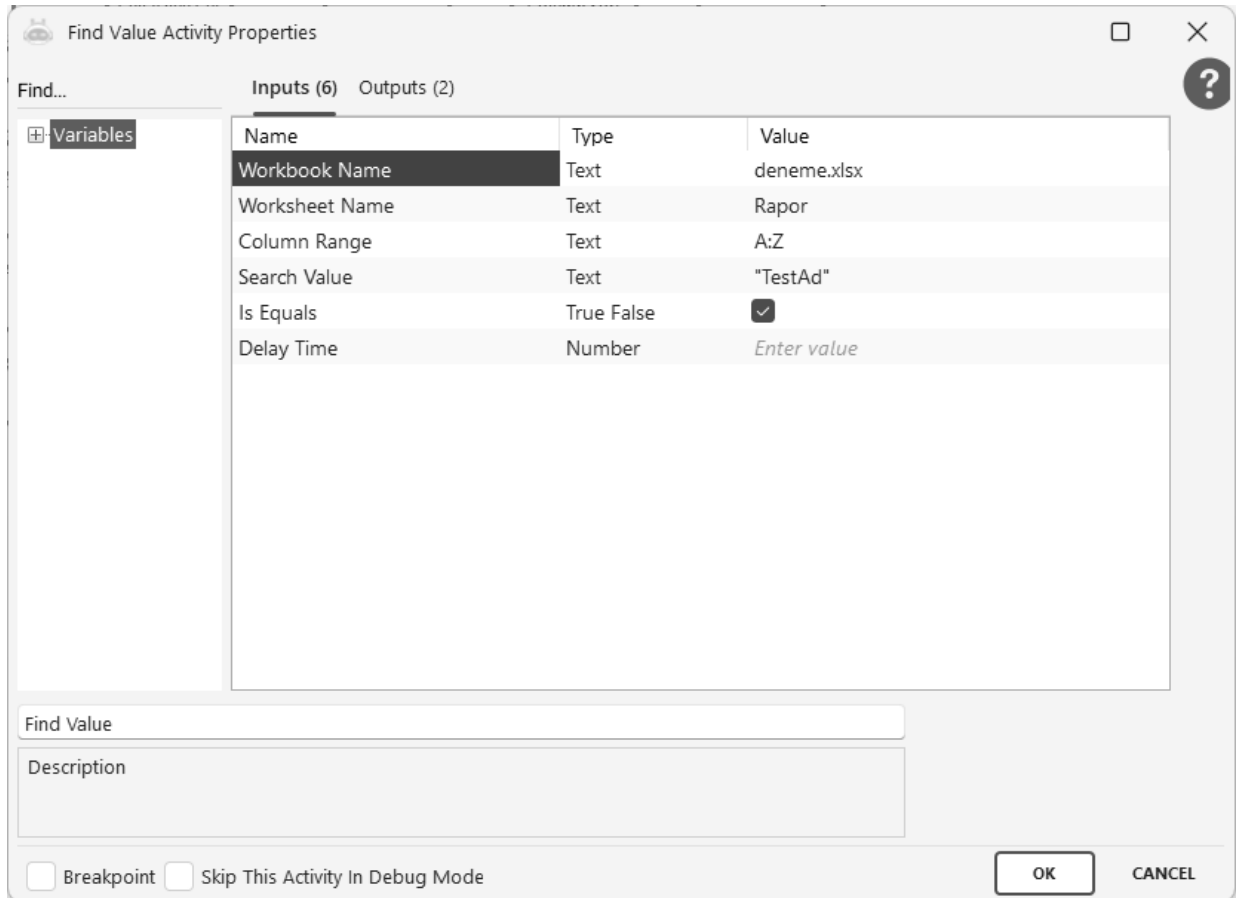 Find Value Activity Properties
Find...
Inputs (6) Outputs (2)
?
Variables
Name Type Value
Workbook Name Text deneme.xlsx
Worksheet Name Text Rapor
Column Range Text A:Z
Search Value Text "TestAd"
Is Equals True False
Delay Time Number Enter value
Find Value
Description
Breakpoint Skip This Activity In Debug Mode OK CANCEL